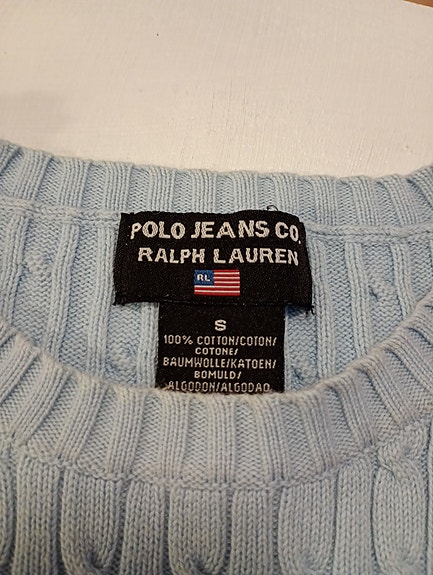 POLO JEANS CO.
RALPH LAUREN
RL
S
100% COTTON/COTON/
COTONE/
BAUMWOLLE/KATOEN/
BOMULD/
ALGODON/ALGODAO